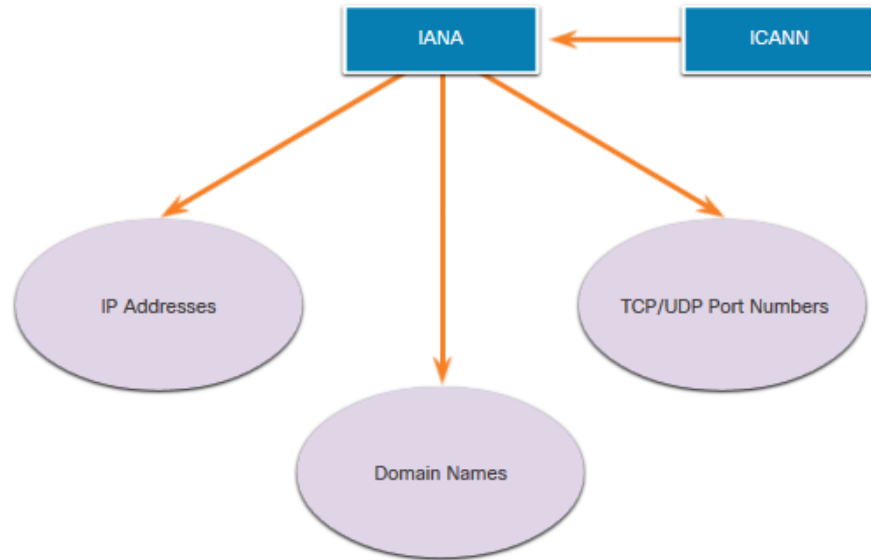 IANA
ICANN
IP Addresses
TCP/UDP Port Numbers
Domain Names